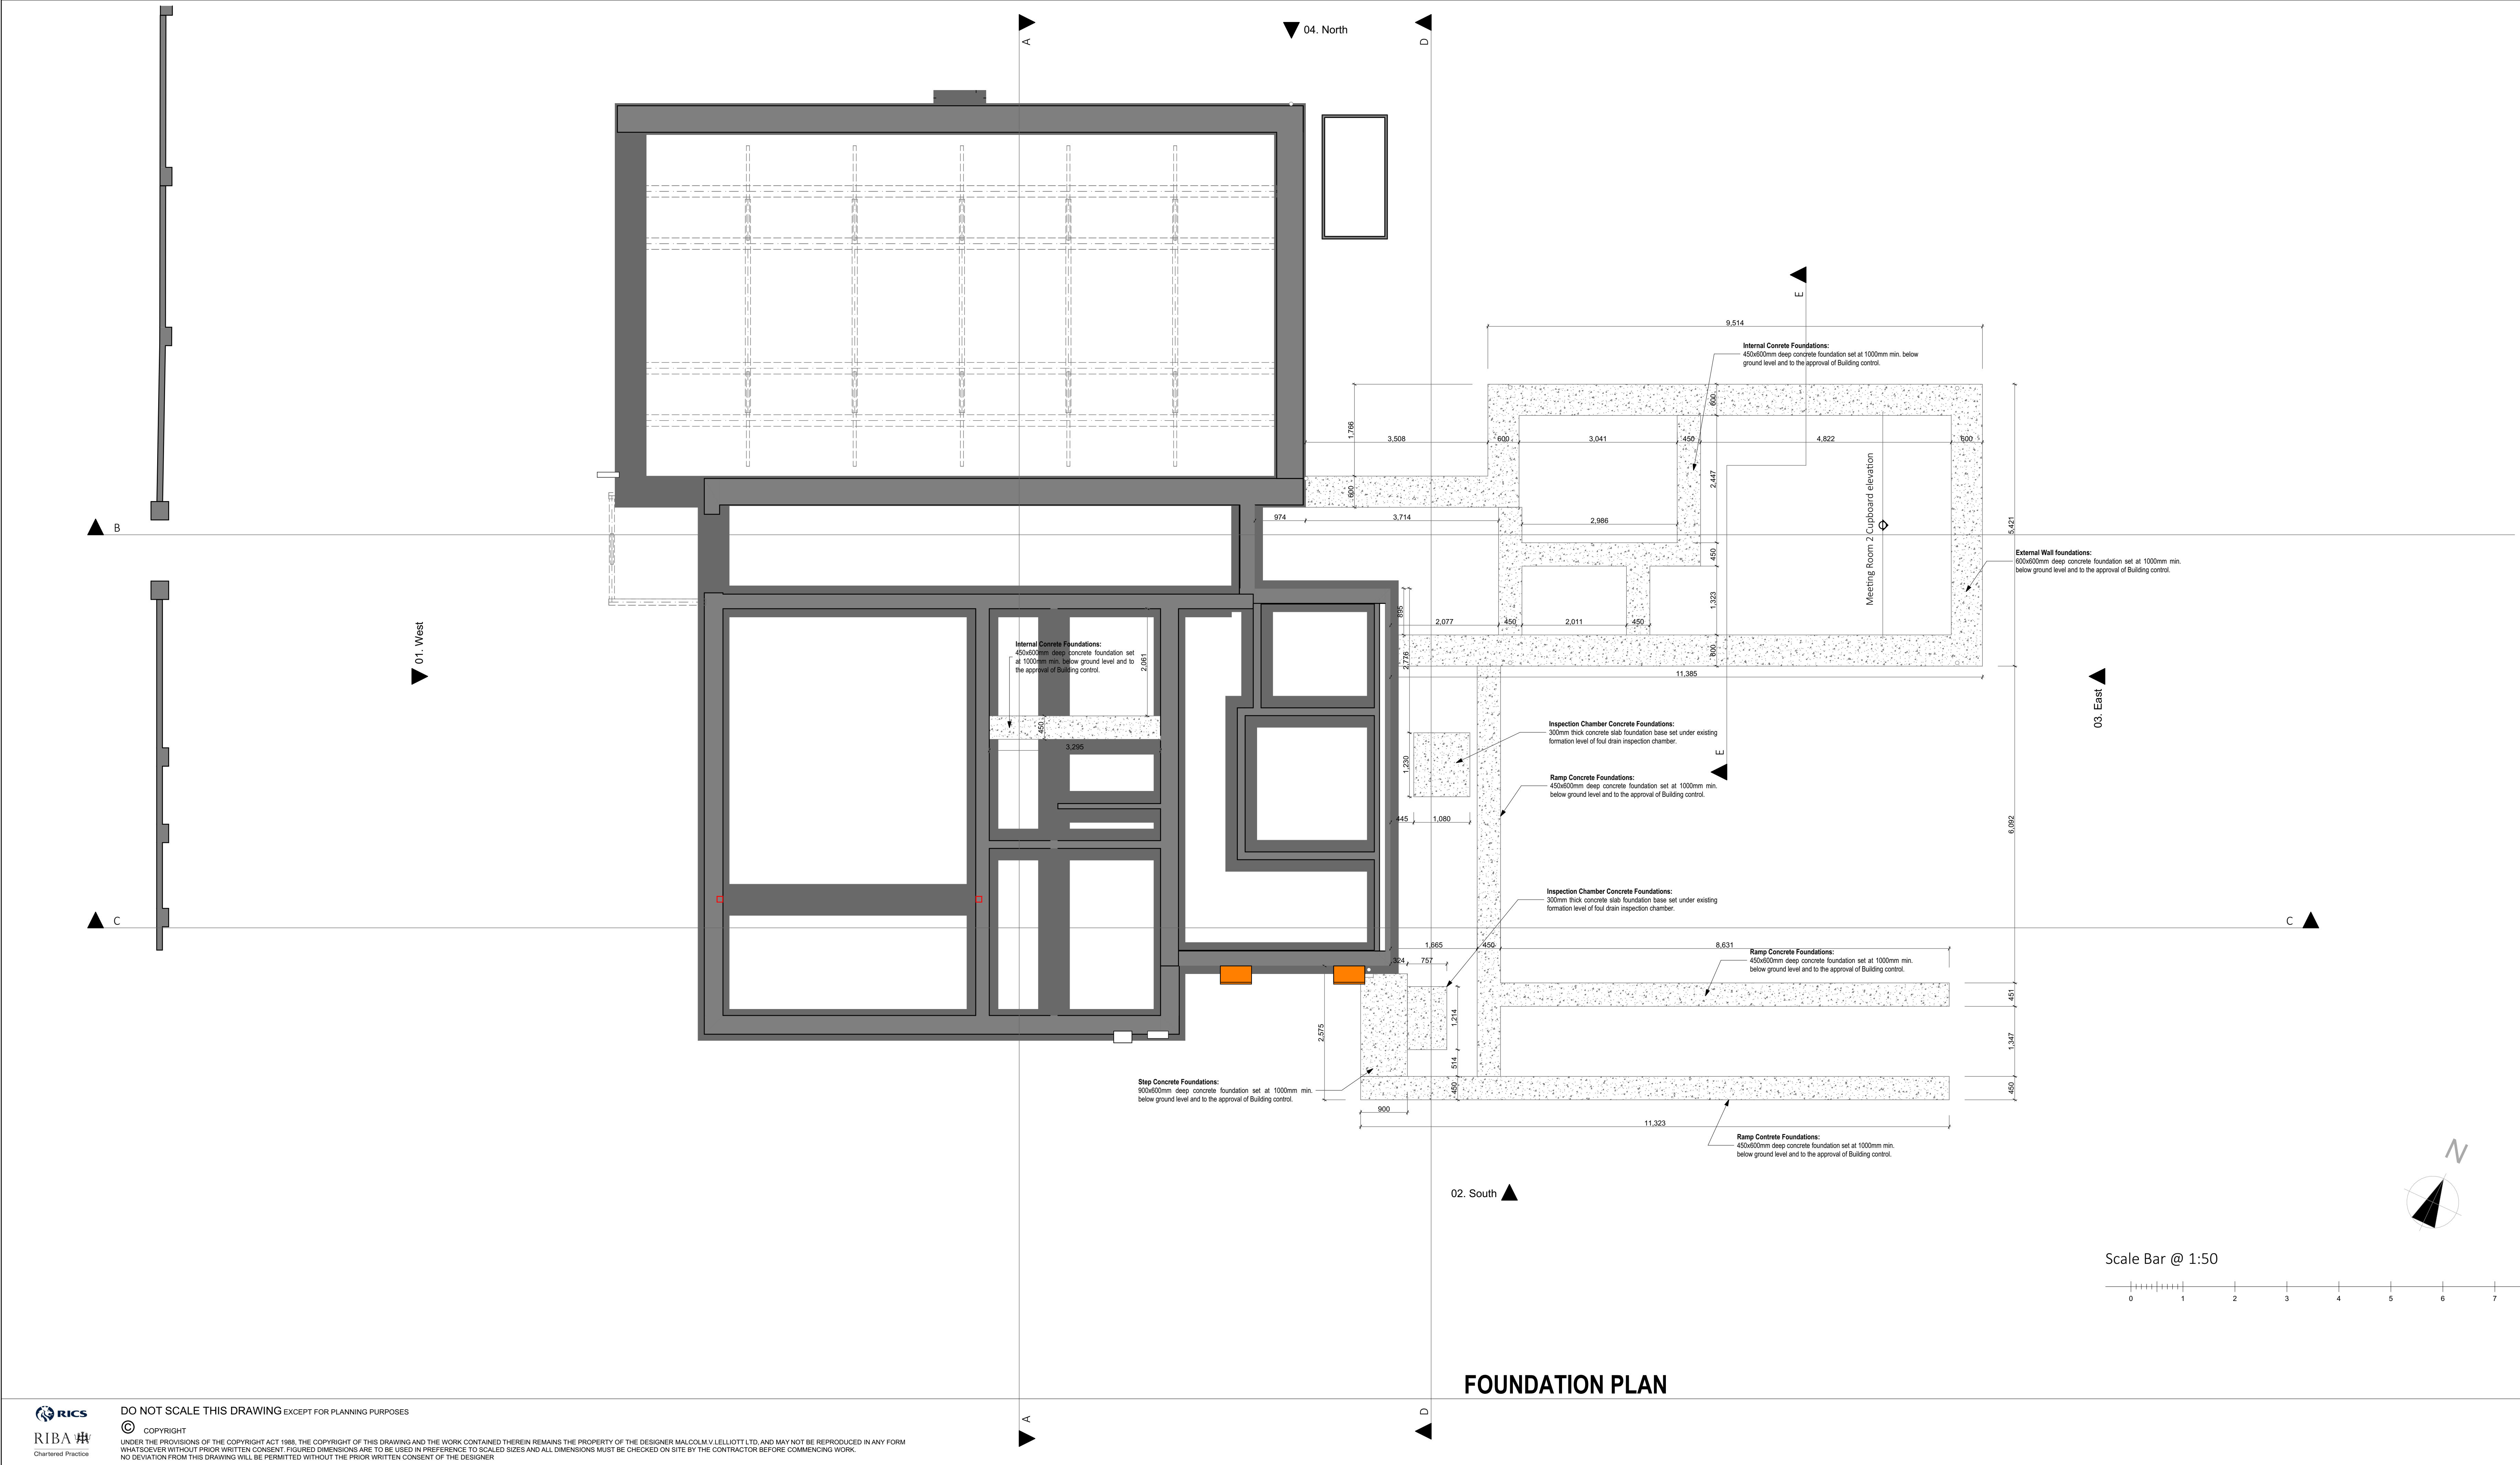 A
04. North
D
E
9,514
Internal Conrete Foundations:
450x600mm deep concrete foundation set at 1000mm min. below
ground level and to the approval of Building control.
600
1,766
3,508
600
3,041
450
4,822
600
2,447
600
974
3,714
2,986
Meeting Room 2 Cupboard elevation
5,421
B
450
External Wall foundations:
600x600mm deep concrete foundation set at 1000mm min.
below ground level and to the approval of Building control.
1,323
895
2,077
450
2,011
450
01. West
Internal Conrete Foundations:
450x600mm deep concrete foundation set
at 1000mm min. below ground level and to
the approval of Building control.
2,061
2,776
600
11,385
03. East
450
3,295
Inspection Chamber Concrete Foundations:
300mm thick concrete slab foundation base set under existing
formation level of foul drain inspection chamber.
E
1,230
Ramp Concrete Foundations:
450x600mm deep concrete foundation set at 1000mm min.
below ground level and to the approval of Building control.
445
1,080
6,092
Inspection Chamber Concrete Foundations:
300mm thick concrete slab foundation base set under existing
formation level of foul drain inspection chamber.
C
C
1,665
450
8,631
Ramp Concrete Foundations:
450x600mm deep concrete foundation set at 1000mm min.
below ground level and to the approval of Building control.
324
757
451
1,214
2,575
1,347
514
Step Concrete Foundations:
900x600mm deep concrete foundation set at 1000mm min.
below ground level and to the approval of Building control.
450
450
900
11,323
Ramp Contrete Foundations:
450x600mm deep concrete foundation set at 1000mm min.
below ground level and to the approval of Building control.
N
02. South
Scale Bar @ 1:50
0 1 2 3 4 5 6 7
FOUNDATION PLAN
A
D
RICS
RIBA
Chartered Practice
DO NOT SCALE THIS DRAWING EXCEPT FOR PLANNING PURPOSES
© COPYRIGHT
UNDER THE PROVISIONS OF THE COPYRIGHT ACT 1988, THE COPYRIGHT OF THIS DRAWING AND THE WORK CONTAINED THEREIN REMAINS THE PROPERTY OF THE DESIGNER MALCOLM.V.LELLIOTT LTD, AND MAY NOT BE REPRODUCED IN ANY FORM
WHATSOEVER WITHOUT PRIOR WRITTEN CONSENT. FIGURED DIMENSIONS ARE TO BE USED IN PREFERENCE TO SCALED SIZES AND ALL DIMENSIONS MUST BE CHECKED ON SITE BY THE CONTRACTOR BEFORE COMMENCING WORK.
NO DEVIATION FROM THIS DRAWING WILL BE PERMITTED WITHOUT THE PRIOR WRITTEN CONSENT OF THE DESIGNER